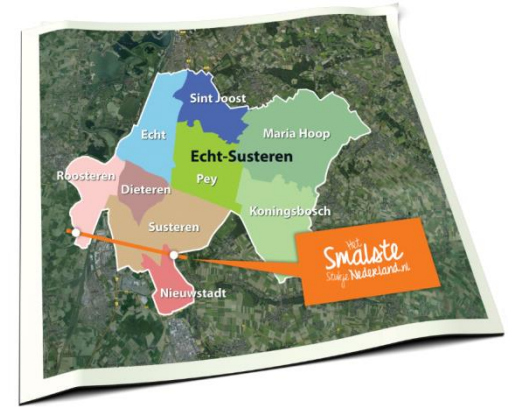 Sint Joost
Echt
Maria Hoop
Echt-Susteren
Roosteren
Pey
Dieteren
Koningsbosch
Susteren
Het
Smalste
Stukje Nederland.nl
Nieuwstadt